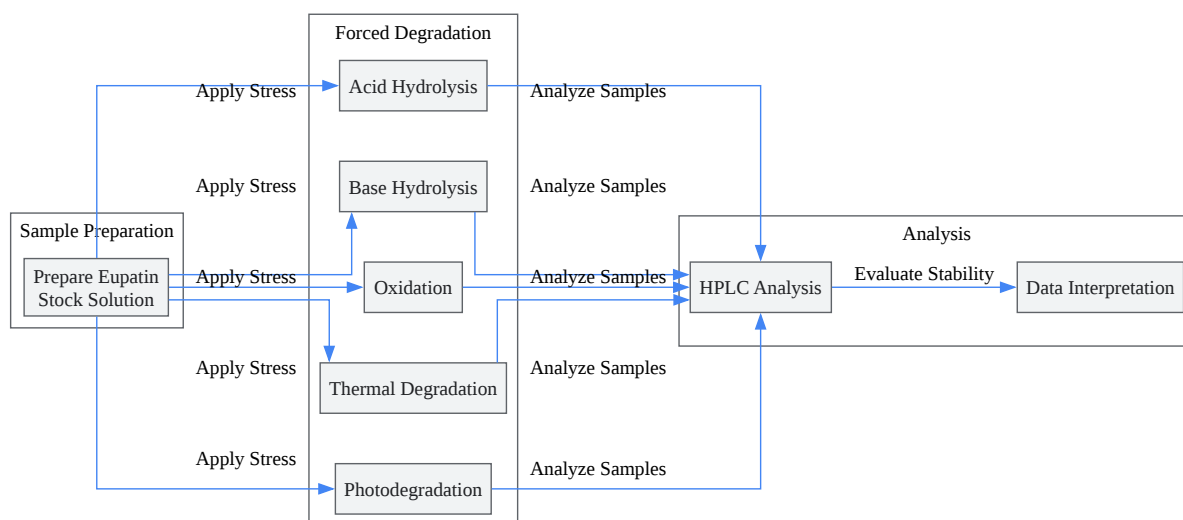 Forced Degradation
Apply Stress
Acid Hydrolysis
Analyze Samples
Apply Stress
Base Hydrolysis
Analyze Samples
Sample Preparation
Analysis
Prepare Eupatin
Stock Solution
Apply Stress
Oxidation
Analyze Samples
HPLC Analysis
Evaluate Stability
Data Interpretation
Apply Stress
Thermal Degradation
Analyze Samples
Apply Stress
Photodegradation
Analyze Samples